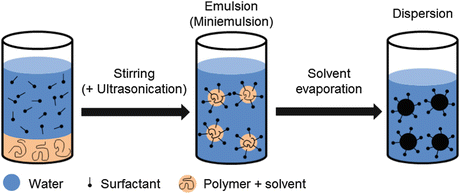 Emulsion
(Miniemulsion)
Dispersion
Stirring
(+ Ultrasonication)
Solvent
evaporation
Water
Surfactant
Polymer + solvent